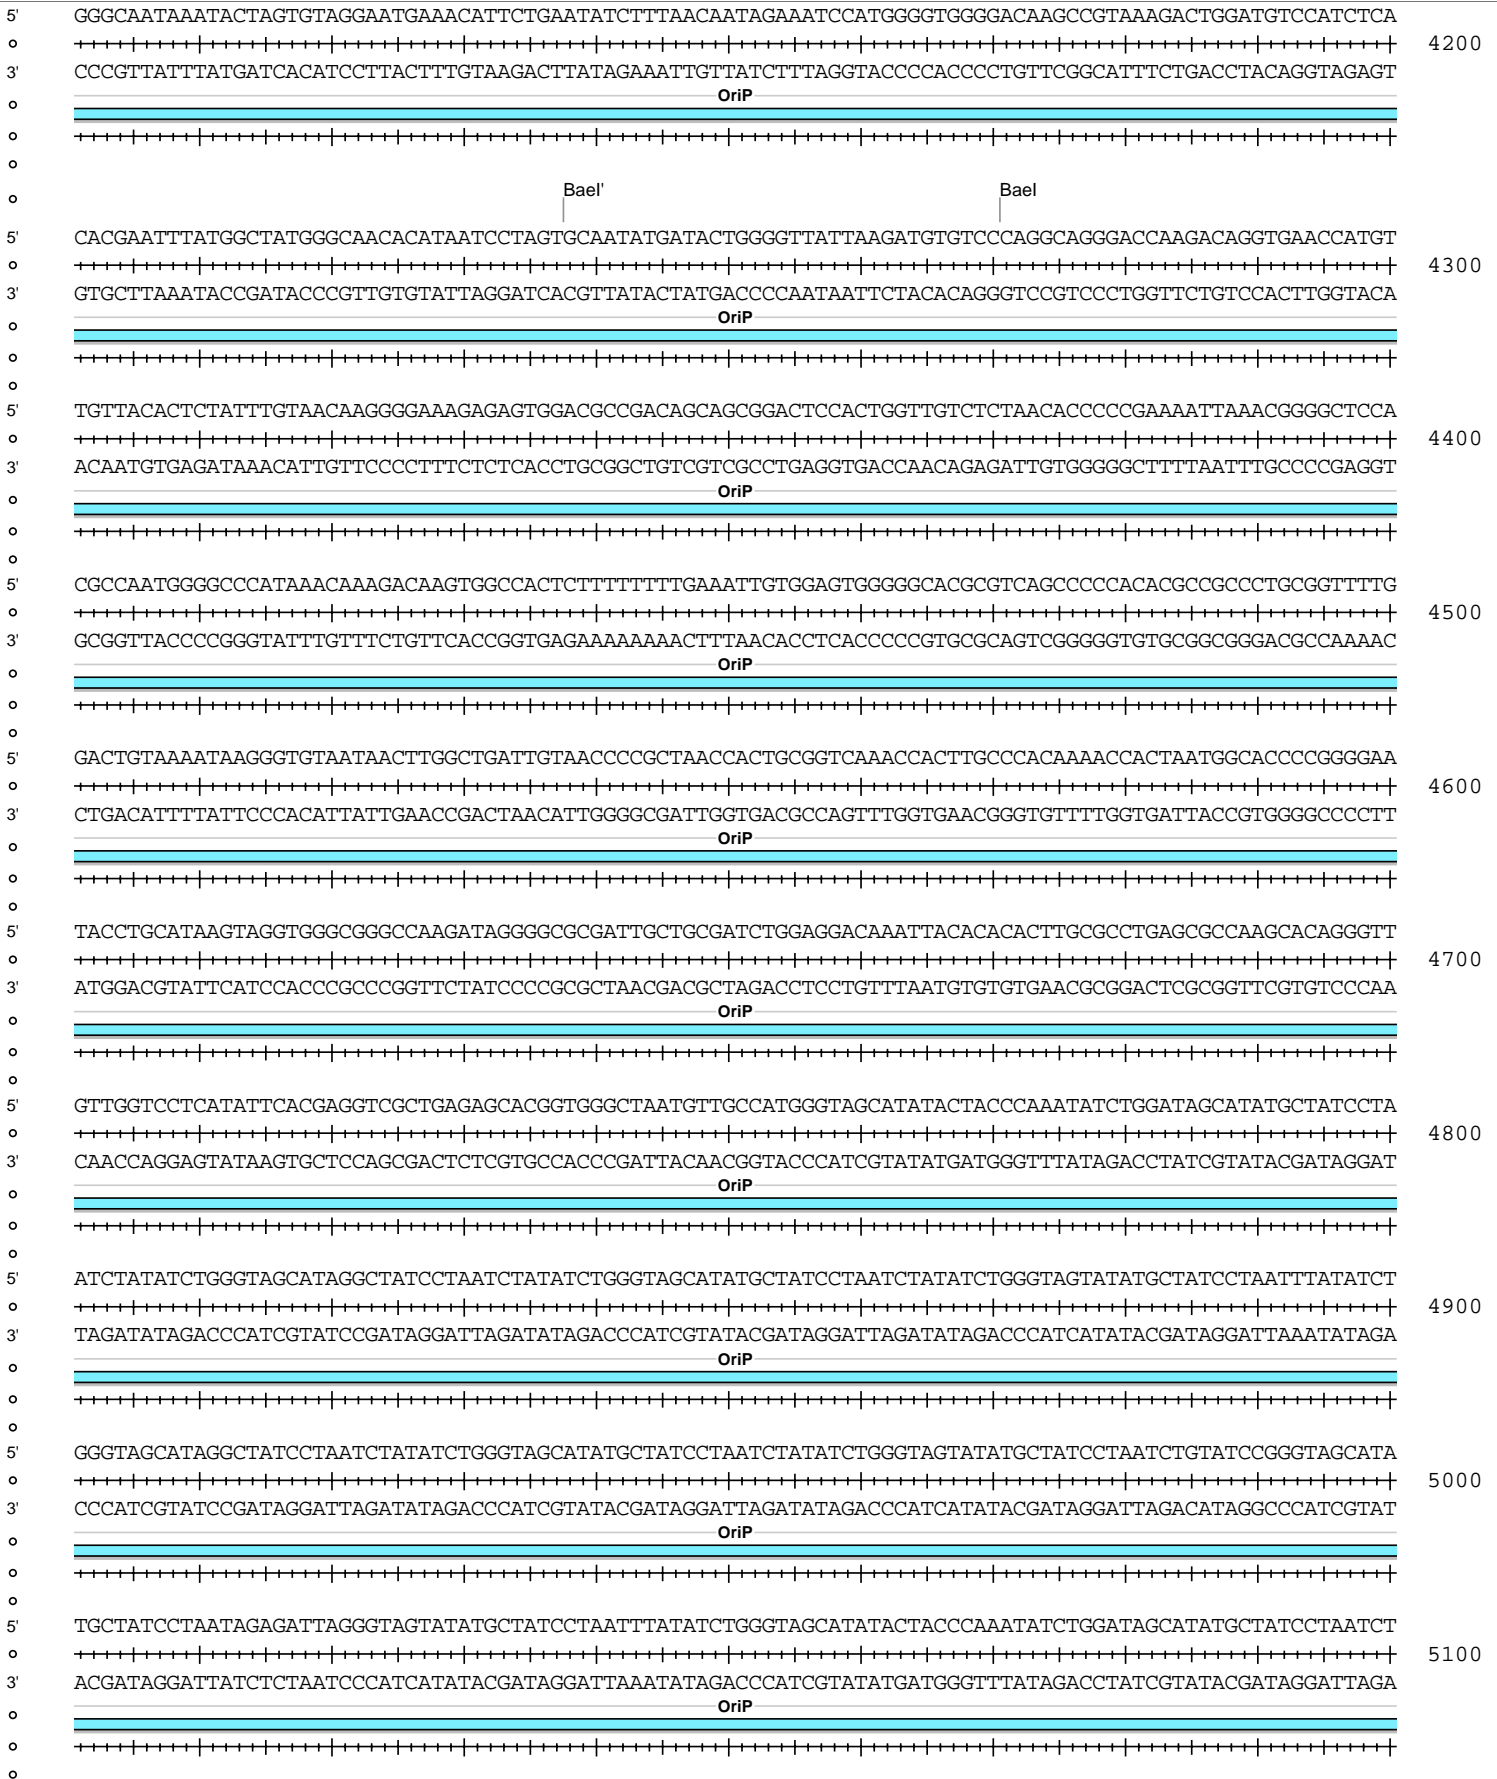 5' GGGCAATAAATACTAGTGTAGGAATGAAACATTCTGAATATCTTTAACAATAGAAATCCATGGGGTGGGGACAAGCCGTAAAGACTGGATGTCCATCTCA
4200
3' CCCGTTATTTATGATCACATCCTTACTTTGTAAGACTTATAGAAATTGTTATCTTTAGGTACCCCACCCCTGTTCGGCATTTCTGACCTACAGGTAGAGT
OriP
BaeI' BaeI
5' CACGAATTTATGGCTATGGGCAACACATAATCCTAGTGCAATATGATACTGGGGTTATTAAGATGTGTCCCAGGCAGGGACCAAGACAGGTGAACCATGT
4300
3' GTGCTTAAATACCGATACCCGTTGTGTATTAGGATCACGTTATACTATGACCCCAATAATTCTACACAGGGTCCGTCCCTGGTTCTGTCCACTTGGTACA
OriP
5' TGTTACACTCTATTTGTAACAAGGGGAAAGAGAGTGGACGCCGACAGCAGCGGACTCCACTGGTTGTCTCTAACACCCCCGAAAATTAAACGGGGCTCCA
4400
3' ACAATGTGAGATAAACATTGTTCCCCTTTCTCTCACCTGCGGCTGTCGTCGCCTGAGGTGACCAACAGAGATTGTGGGGGCTTTTAATTTGCCCCGAGGT
OriP
5' CGCCAATGGGGCCCATAAACAAAGACAAGTGGCCACTCTTTTTTTTGAAATTGTGGAGTGGGGGCACGCGTCAGCCCCCACACGCCGCCCTGCGGTTTTG
4500
3' GCGGTTACCCCGGGTATTTGTTTCTGTTCACCGGTGAGAAAAAAAACTTTAACACCTCACCCCCGTGCGCAGTCGGGGGTGTGCGGCGGGACGCCAAAAC
OriP
5' GACTGTAAAATAAGGGTGTAATAACTTGGCTGATTGTAACCCCGCTAACCACTGCGGTCAAACCACTTGCCCACAAAACCACTAATGGCACCCCGGGGAA
4600
3' CTGACATTTTATTCCCACATTATTGAACCGACTAACATTGGGGCGATTGGTGACGCCAGTTTGGTGAACGGGTGTTTTGGTGATTACCGTGGGGCCCCTT
OriP
5' TACCTGCATAAGTAGGTGGGCGGGCCAAGATAGGGGCGCGATTGCTGCGATCTGGAGGACAAATTACACACACTTGCGCCTGAGCGCCAAGCACAGGGTT
4700
3' ATGGACGTATTCATCCACCCGCCCGGTTCTATCCCCGCGCTAACGACGCTAGACCTCCTGTTTAATGTGTGTGAACGCGGACTCGCGGTTCGTGTCCCAA
OriP
5' GTTGGTCCTCATATTCACGAGGTCGCTGAGAGCACGGTGGGCTAATGTTGCCATGGGTAGCATATACTACCCAAATATCTGGATAGCATATGCTATCCTA
4800
3' CAACCAGGAGTATAAGTGCTCCAGCGACTCTCGTGCCACCCGATTACAACGGTACCCATCGTATATGATGGGTTTATAGACCTATCGTATACGATAGGAT
OriP
5' ATCTATATCTGGGTAGCATAGGCTATCCTAATCTATATCTGGGTAGCATATGCTATCCTAATCTATATCTGGGTAGTATATGCTATCCTAATTTATATCT
4900
3' TAGATATAGACCCATCGTATCCGATAGGATTAGATATAGACCCATCGTATACGATAGGATTAGATATAGACCCATCATATACGATAGGATTAAATATAGA
OriP
5' GGGTAGCATAGGCTATCCTAATCTATATCTGGGTAGCATATGCTATCCTAATCTATATCTGGGTAGTATATGCTATCCTAATCTGTATCCGGGTAGCATA
5000
3' CCCATCGTATCCGATAGGATTAGATATAGACCCATCGTATACGATAGGATTAGATATAGACCCATCATATACGATAGGATTAGACATAGGCCCATCGTAT
OriP
5' TGCTATCCTAATAGAGATTAGGGTAGTATATGCTATCCTAATTTATATCTGGGTAGCATATACTACCCAAATATCTGGATAGCATATGCTATCCTAATCT
5100
3' ACGATAGGATTATCTCTAATCCCATCATATACGATAGGATTAAATATAGACCCATCGTATATGATGGGTTTATAGACCTATCGTATACGATAGGATTAGA
OriP